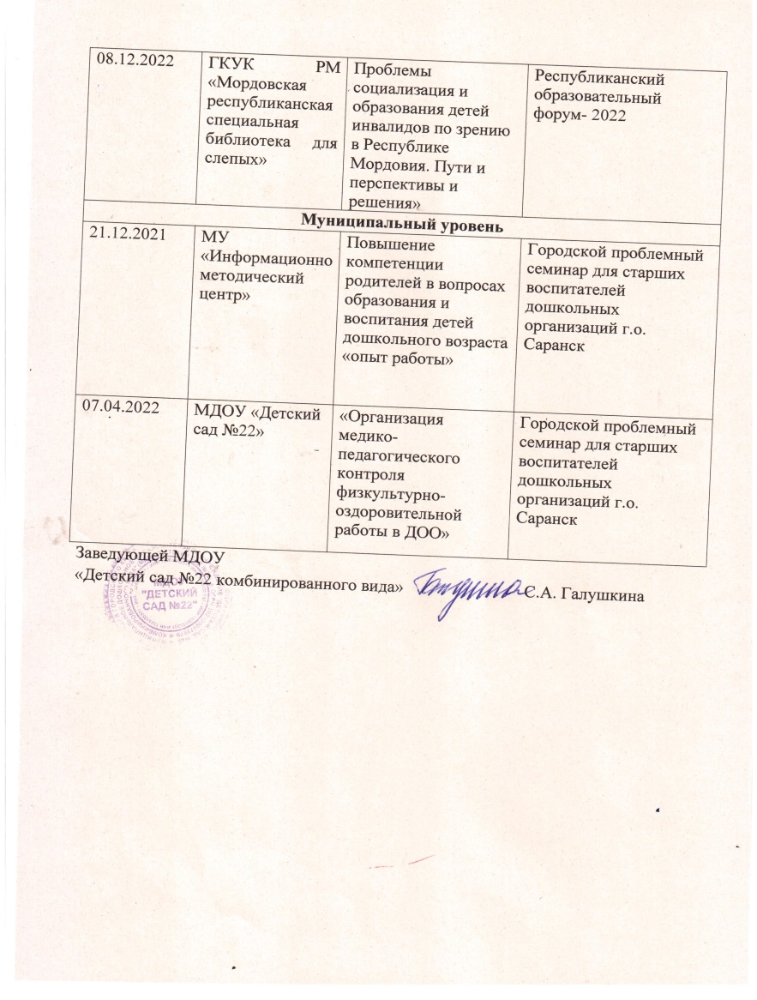 08.12.2022
ГКУК РМ
«Мордовская
республиканская
специальная
библиотека для
слепых»
Проблемы
социализация и
образования детей
инвалидов по зрению
в Республике
Мордовия. Пути и
перспективы и
решения»
Республиканский
образовательный
форум- 2022
Муниципальный уровень
21.12.2021
МУ
«Информационно
методический
центр»
Повышение
компетенции
родителей в вопросах
образования и
воспитания детей
дошкольного возраста
«опыт работы»
Городской проблемный
семинар для старших
воспитателей
дошкольных
организаций г.о.
Саранск
07.04.2022
МДОУ «Детский
сад №22»
«Организация
медико-
педагогического
контроля
физкультурно-
оздоровительной
работы в ДОО»
Городской проблемный
семинар для старших
воспитателей
дошкольных
организаций г.о.
Саранск
Заведующей МДОУ
«Детский сад №22 комбинированного вида» С.А. Галушкина
МДОУ
"ДЕТСКИЙ
САД №22"